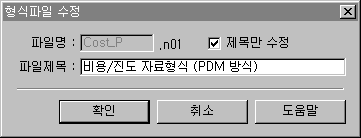 형식파일 수정
파일명 : Cost_P .n01 제목만 수정
파일제목 : 비용/진도 자료형식 (PDM 방식)
확인 취소 도움말